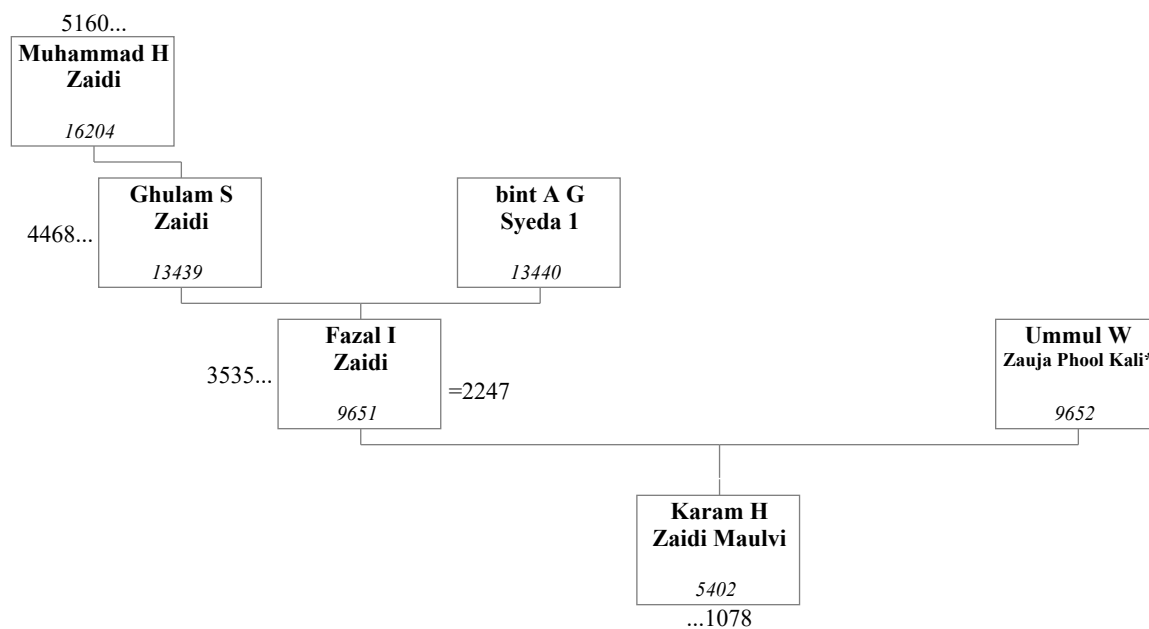 5160...
Muhammad H
Zaidi
16204
Ghulam S
Zaidi
4468...
13439
bint A G
Syeda 1
13440
Fazal I
Zaidi
3535...
=2247
9651
Ummul W
Zauja Phool Kali*
9652
Karam H
Zaidi Maulvi
5402
...1078